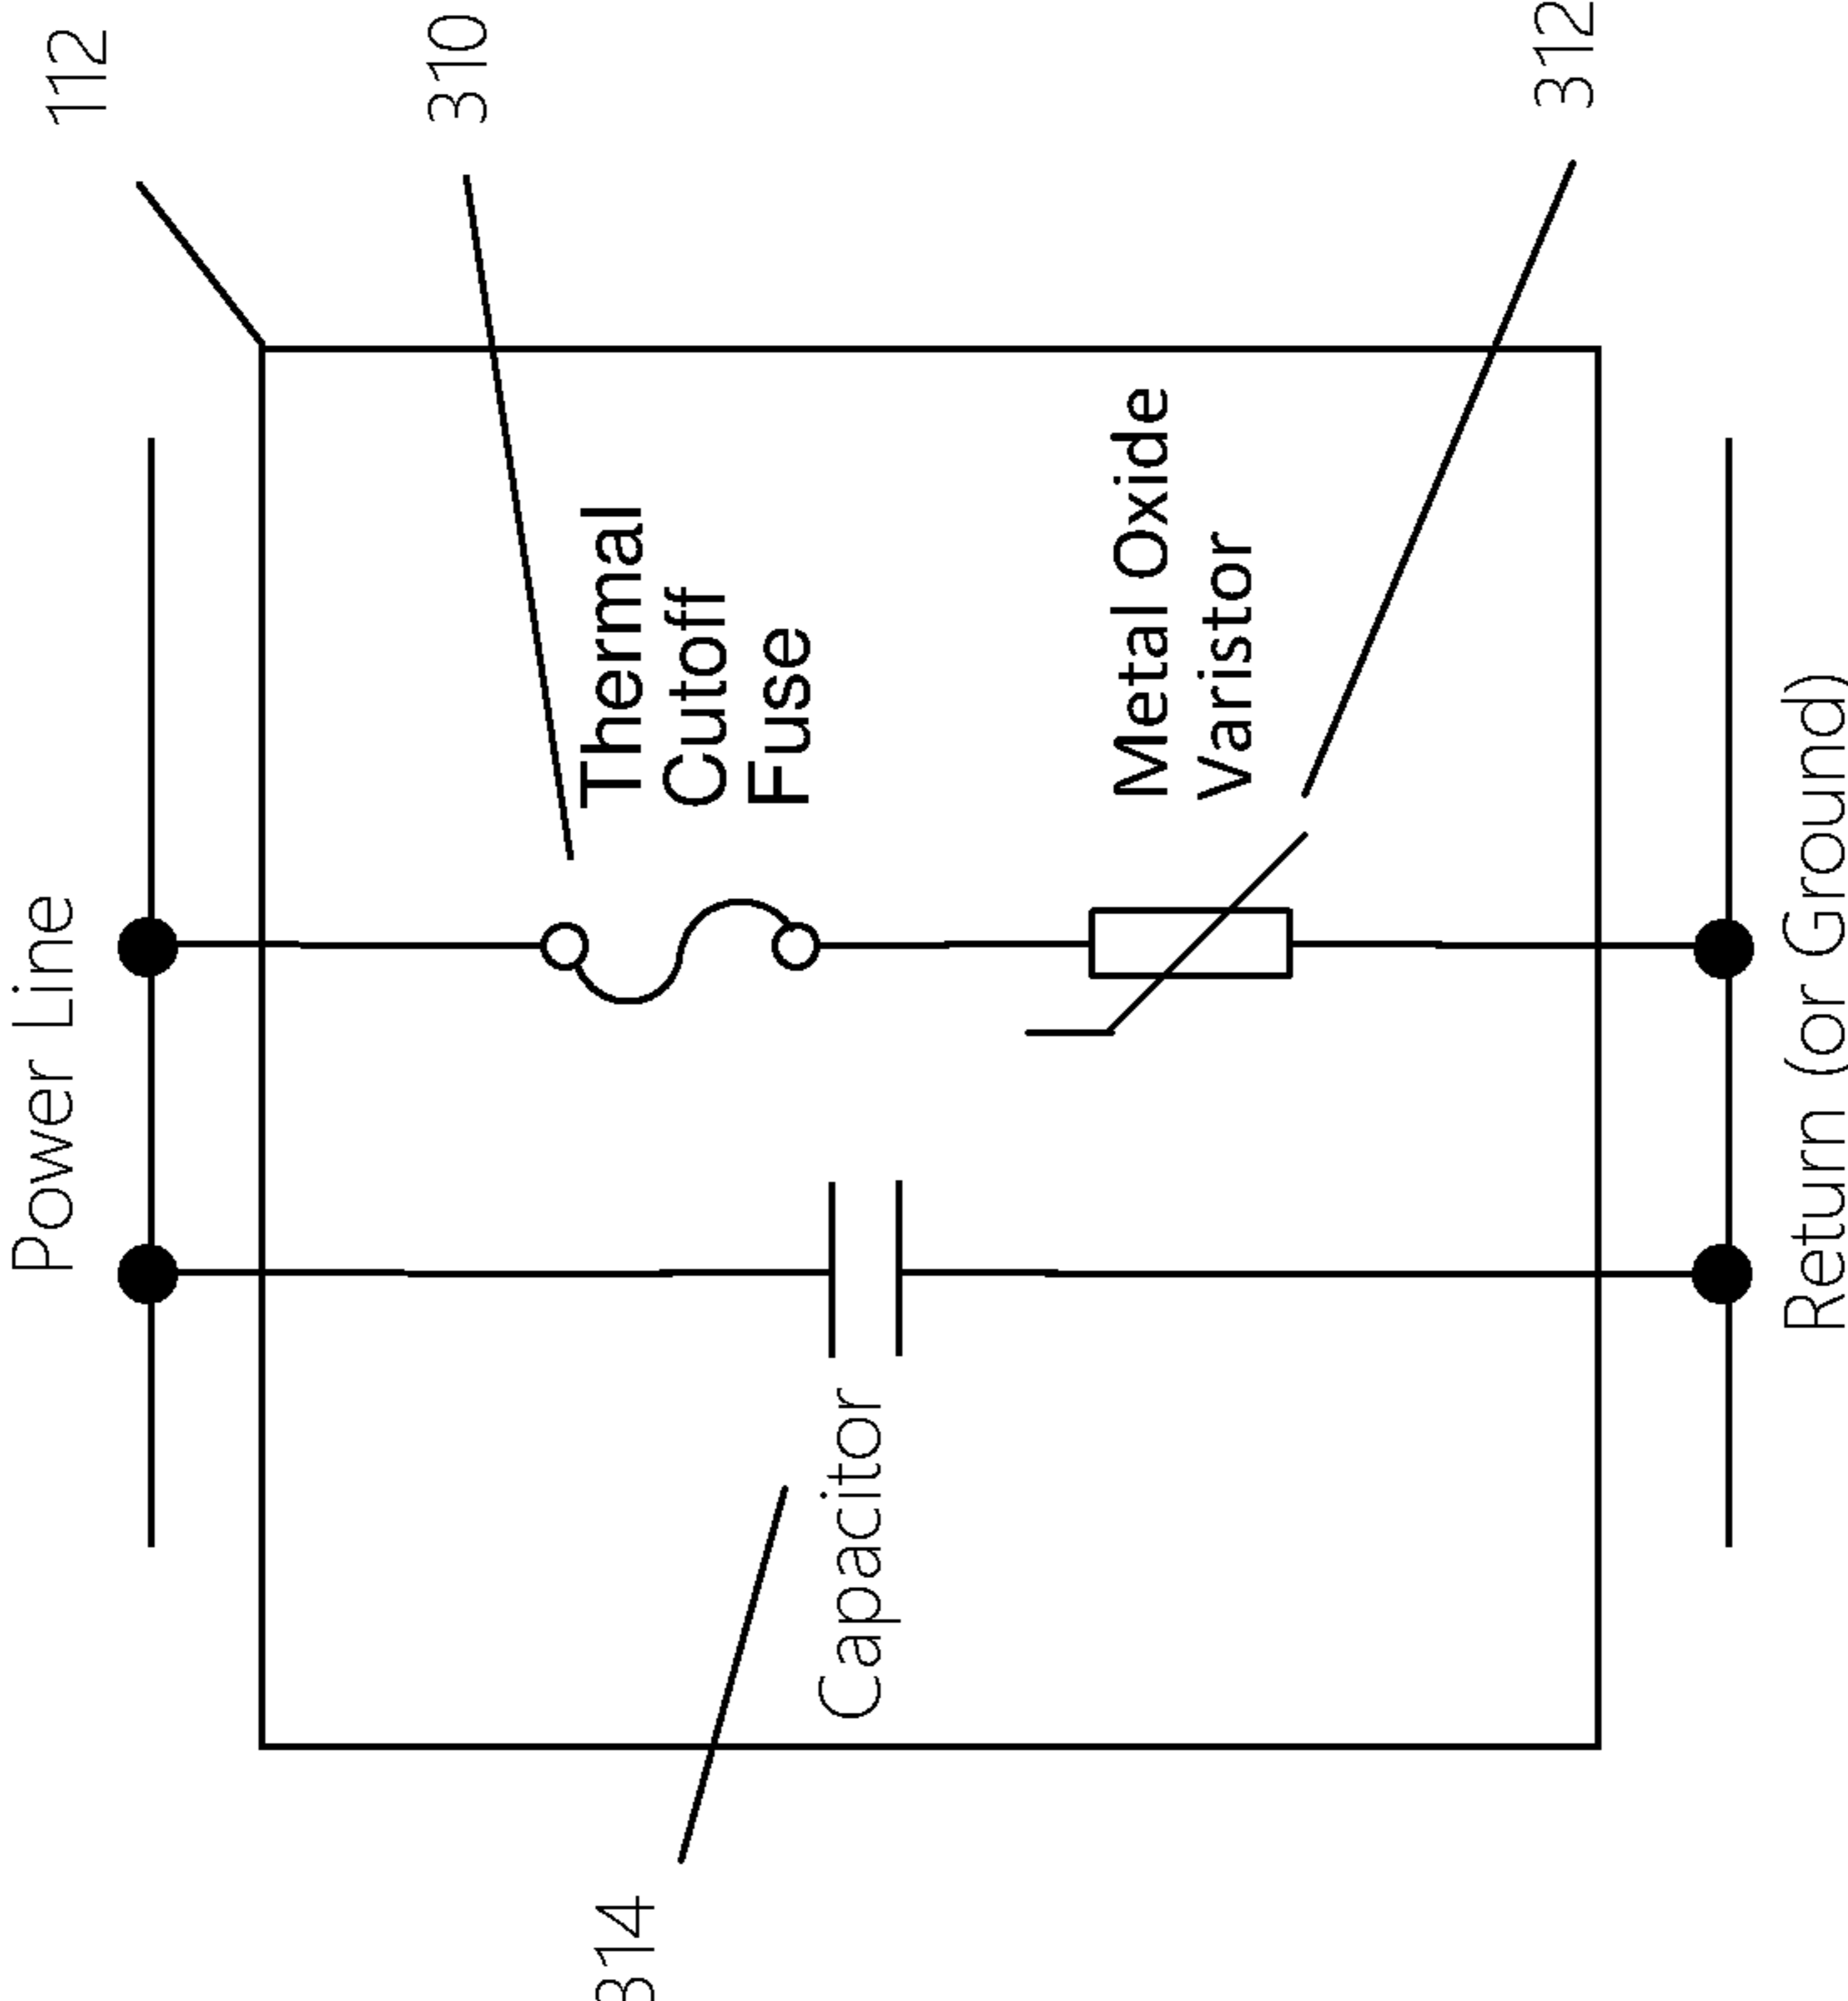 Power Line
112
310
Thermal
Cutoff
Fuse
Capacitor
314
Metal Oxide
Varistor
312
Return (or Ground)